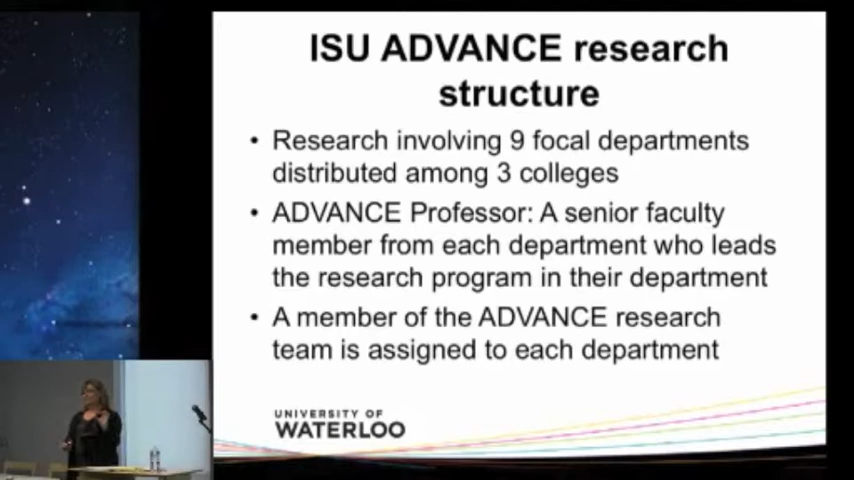 ISU ADVANCE research
structure
• Research involving 9 focal departments
distributed among 3 colleges
• ADVANCE Professor: A senior faculty
member from each department who leads
the research program in their department
• A member of the ADVANCE research
team is assigned to each department
UNIVERSITY OF
WATERLOO